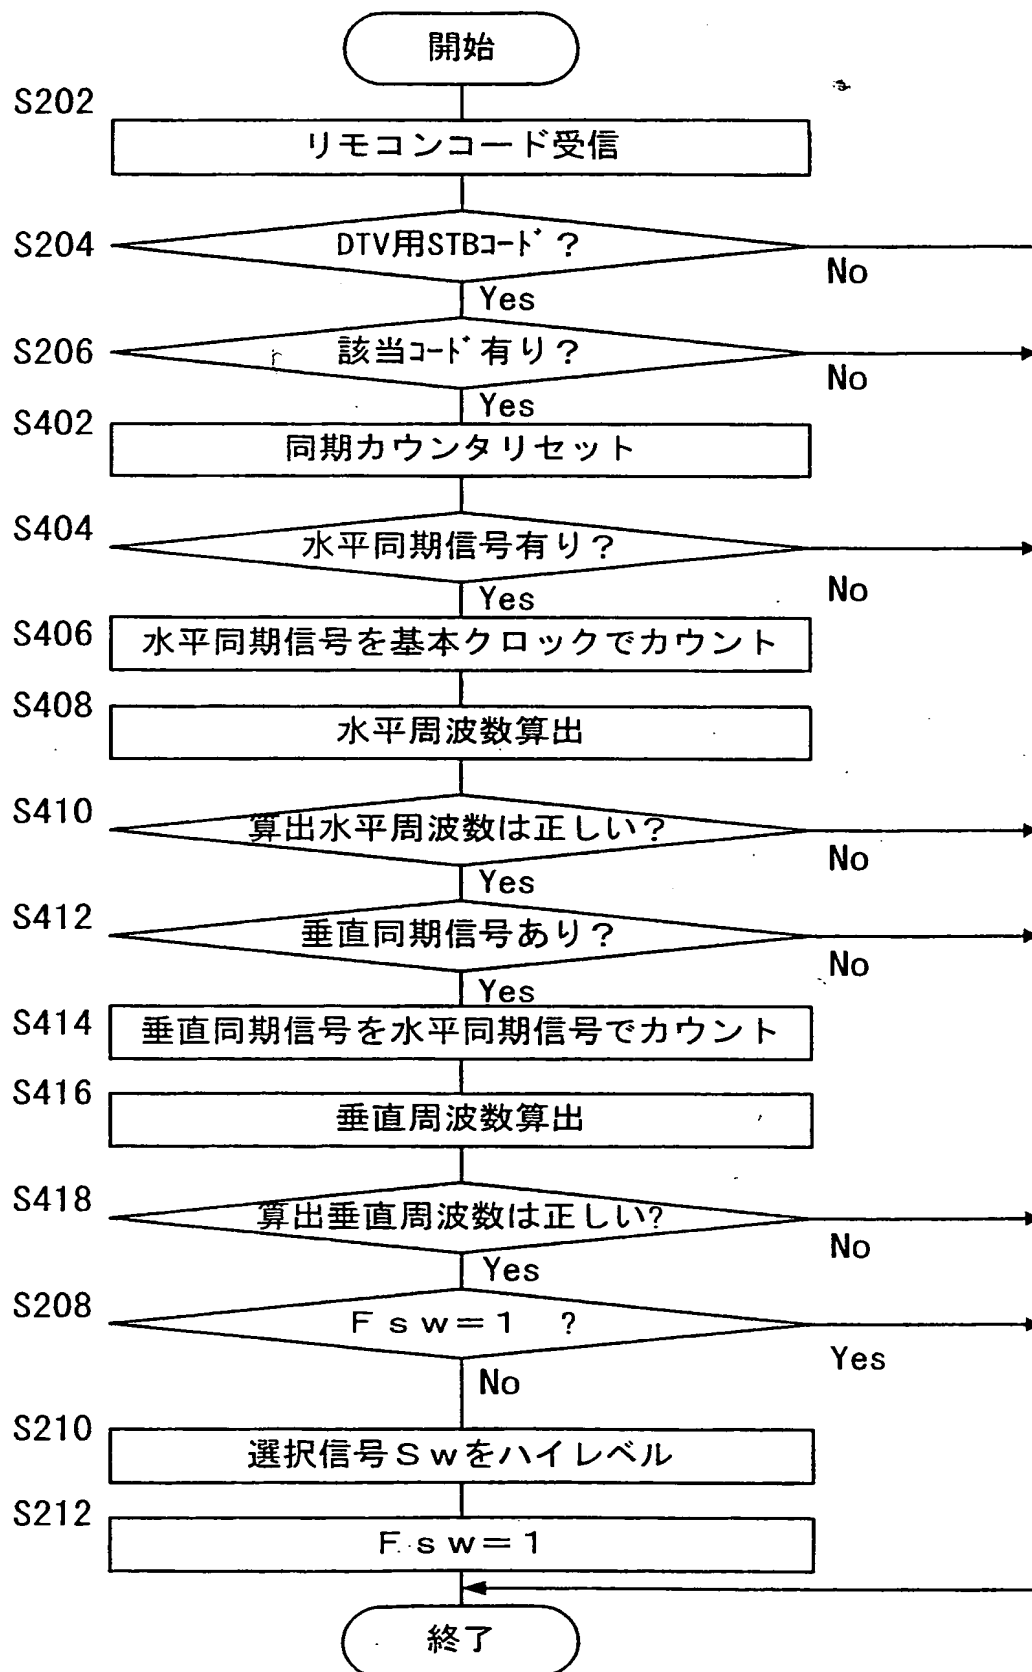 開始
S202
リモコンコード受信
S204
DTV用STBｺｰﾄﾞ?
No
Yes
S206
該当ｺｰﾄﾞ有り?
No
Yes
S402
同期カウンタリセット
S404
水平同期信号有り?
No
Yes
S406
水平同期信号を基本クロックでカウント
S408
水平周波数算出
S410
算出水平周波数は正しい?
No
Yes
S412
垂直同期信号あり?
No
Yes
S414
垂直同期信号を水平同期信号でカウント
S416
垂直周波数算出
S418
算出垂直周波数は正しい?
No
Yes
S208
Fsw=1 ?
Yes
No
S210
選択信号Swをハイレベル
S212
Fsw=1
終了